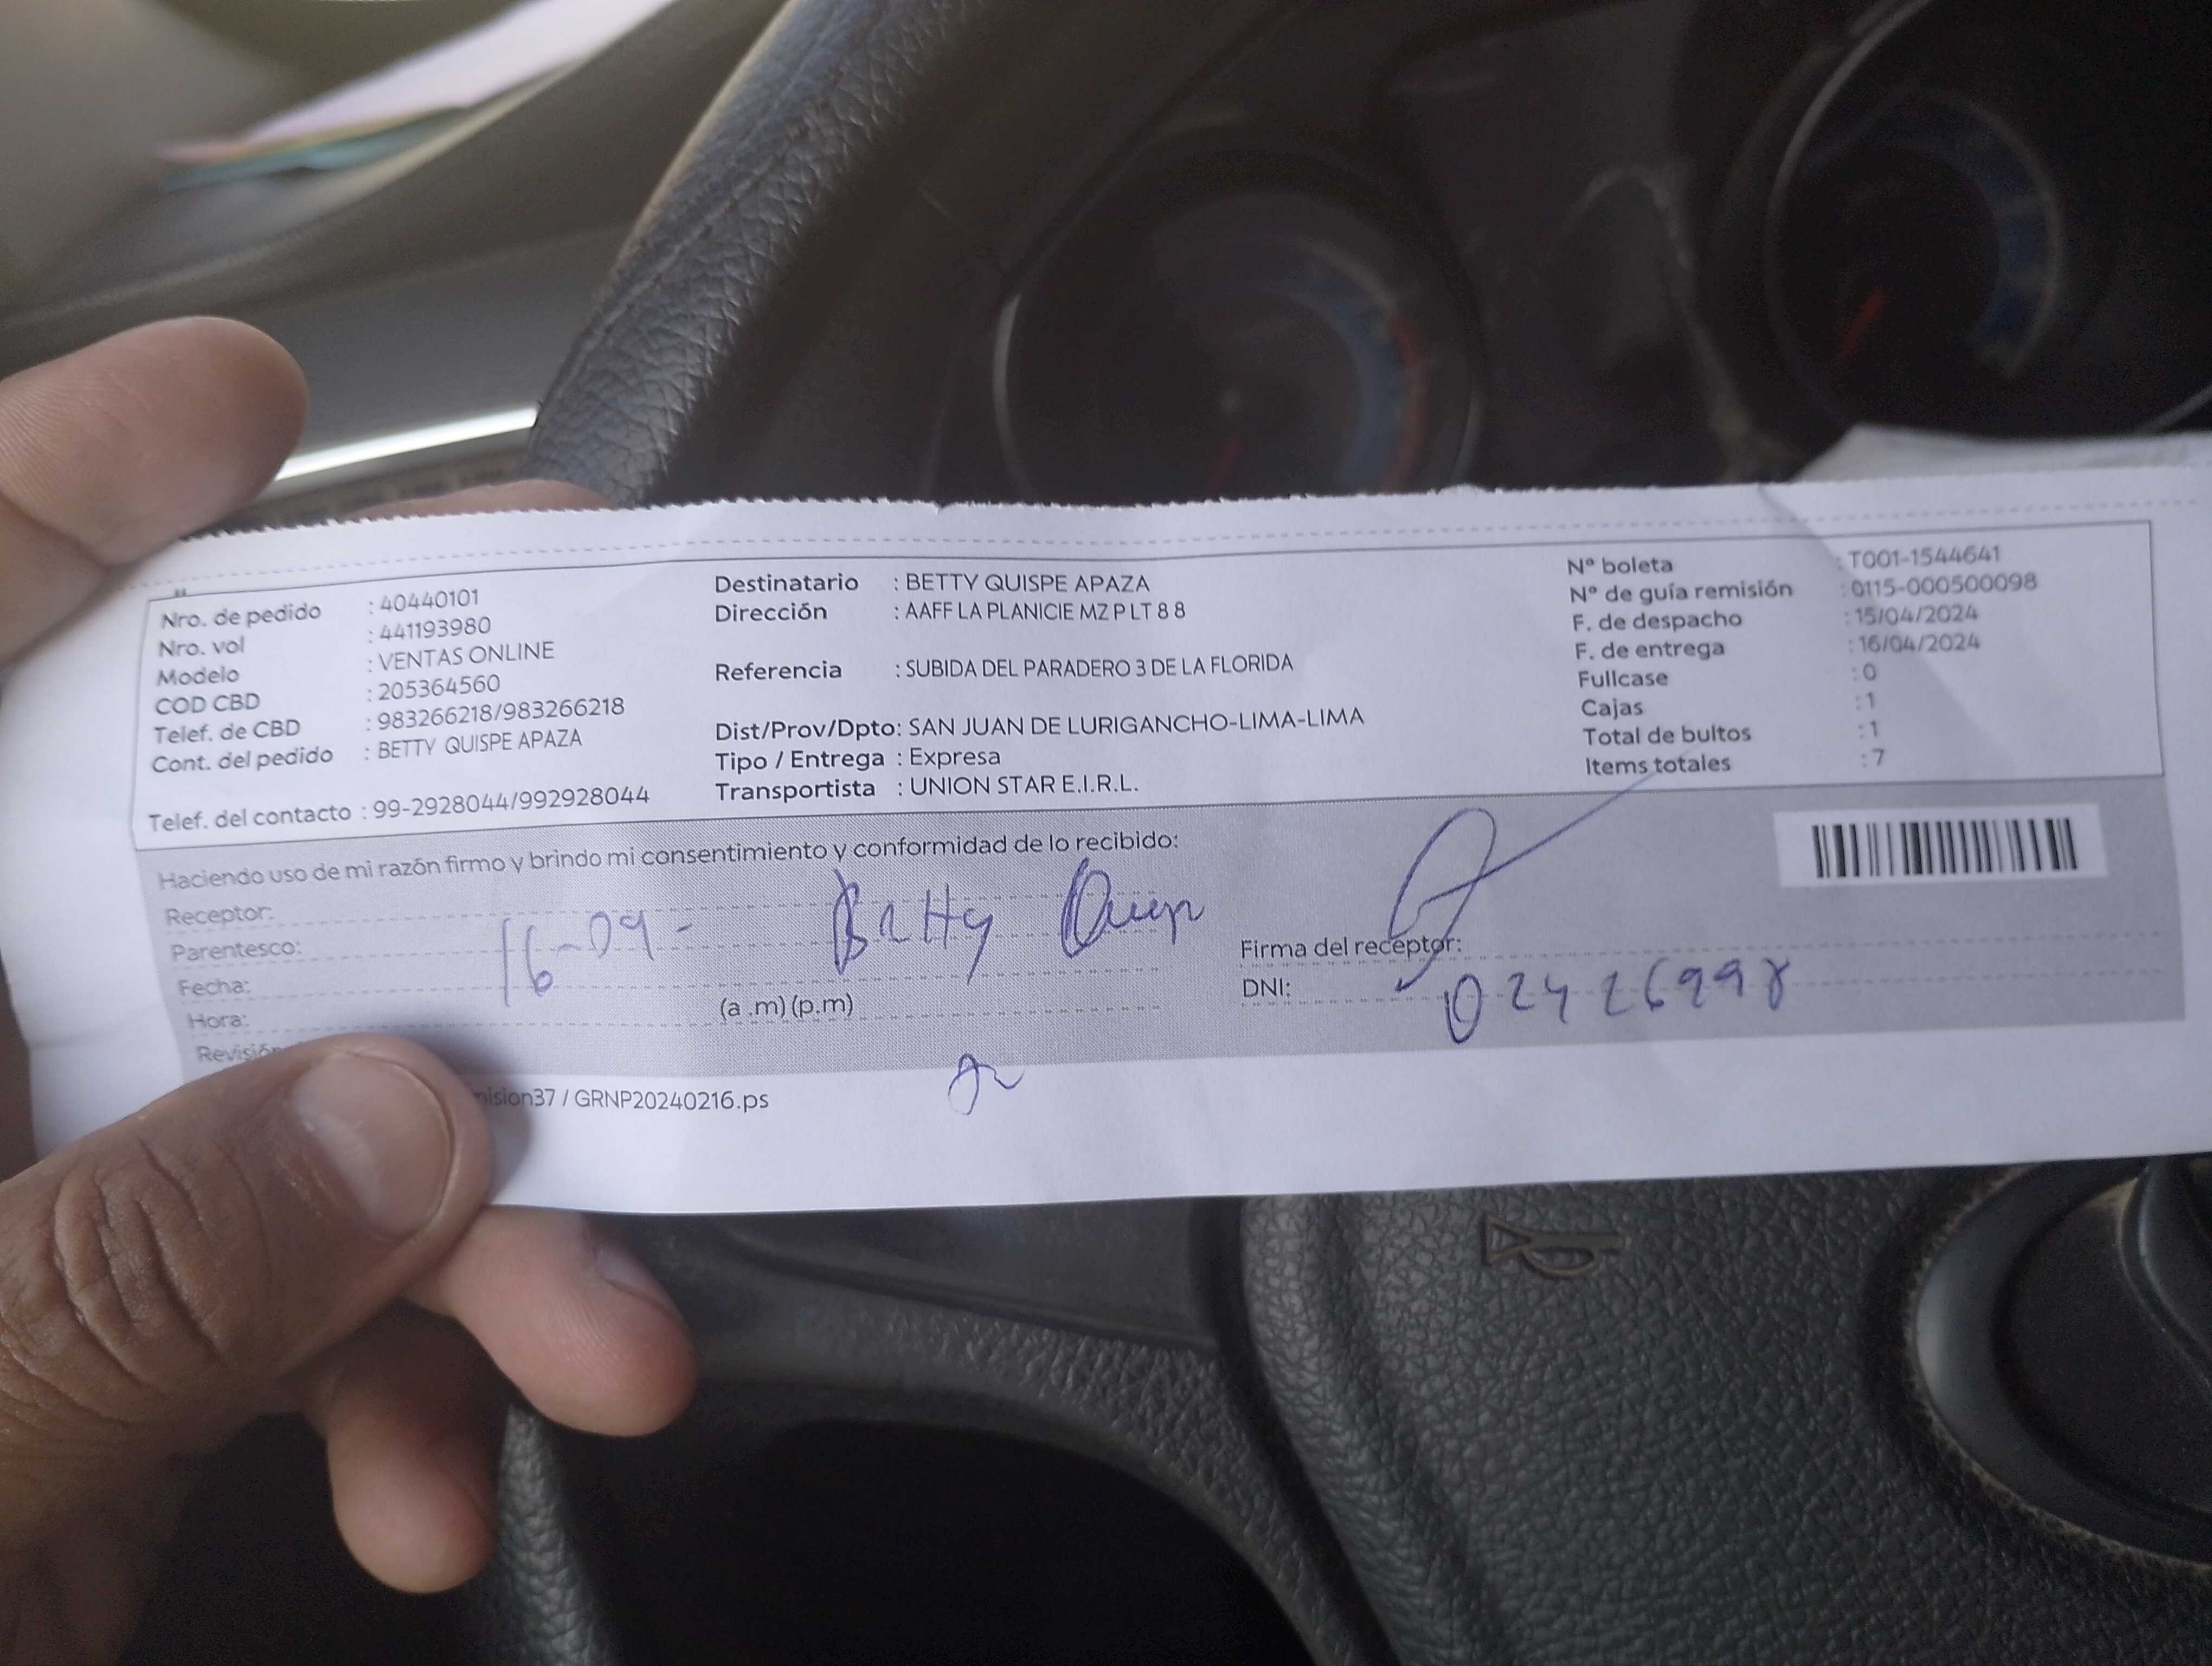 Nro. de pedido : 40440101
Nro. vol : 441193980
Modelo : VENTAS ONLINE
COD CBD : 205364560
Telef. de CBD : 983266218/983266218
Cont. del pedido : BETTY QUISPE APAZA
Telef. del contacto : 99-2928044/992928044
Destinatario : BETTY QUISPE APAZA
Dirección : AAFF LA PLANICIE MZ P LT 8 8
Referencia : SUBIDA DEL PARADERO 3 DE LA FLORIDA
Dist/Prov/Dpto: SAN JUAN DE LURIGANCHO-LIMA-LIMA
Tipo / Entrega : Expresa
Transportista : UNION STAR E.I.R.L.
Nº boleta : T001-1544641
Nº de guía remisión : 0115-000500098
F. de despacho : 15/04/2024
F. de entrega : 16/04/2024
Fullcase : 0
Cajas : 1
Total de bultos : 1
Items totales : 7
Haciendo uso de mi razón firmo y brindo mi consentimiento y conformidad de lo recibido:
Receptor:
Parentesco:
Fecha:
Hora:
16-09-
Betty
(a .m) (p.m)
Firma del receptor:
DNI: 02426998
nision37 / GRNP20240216.ps